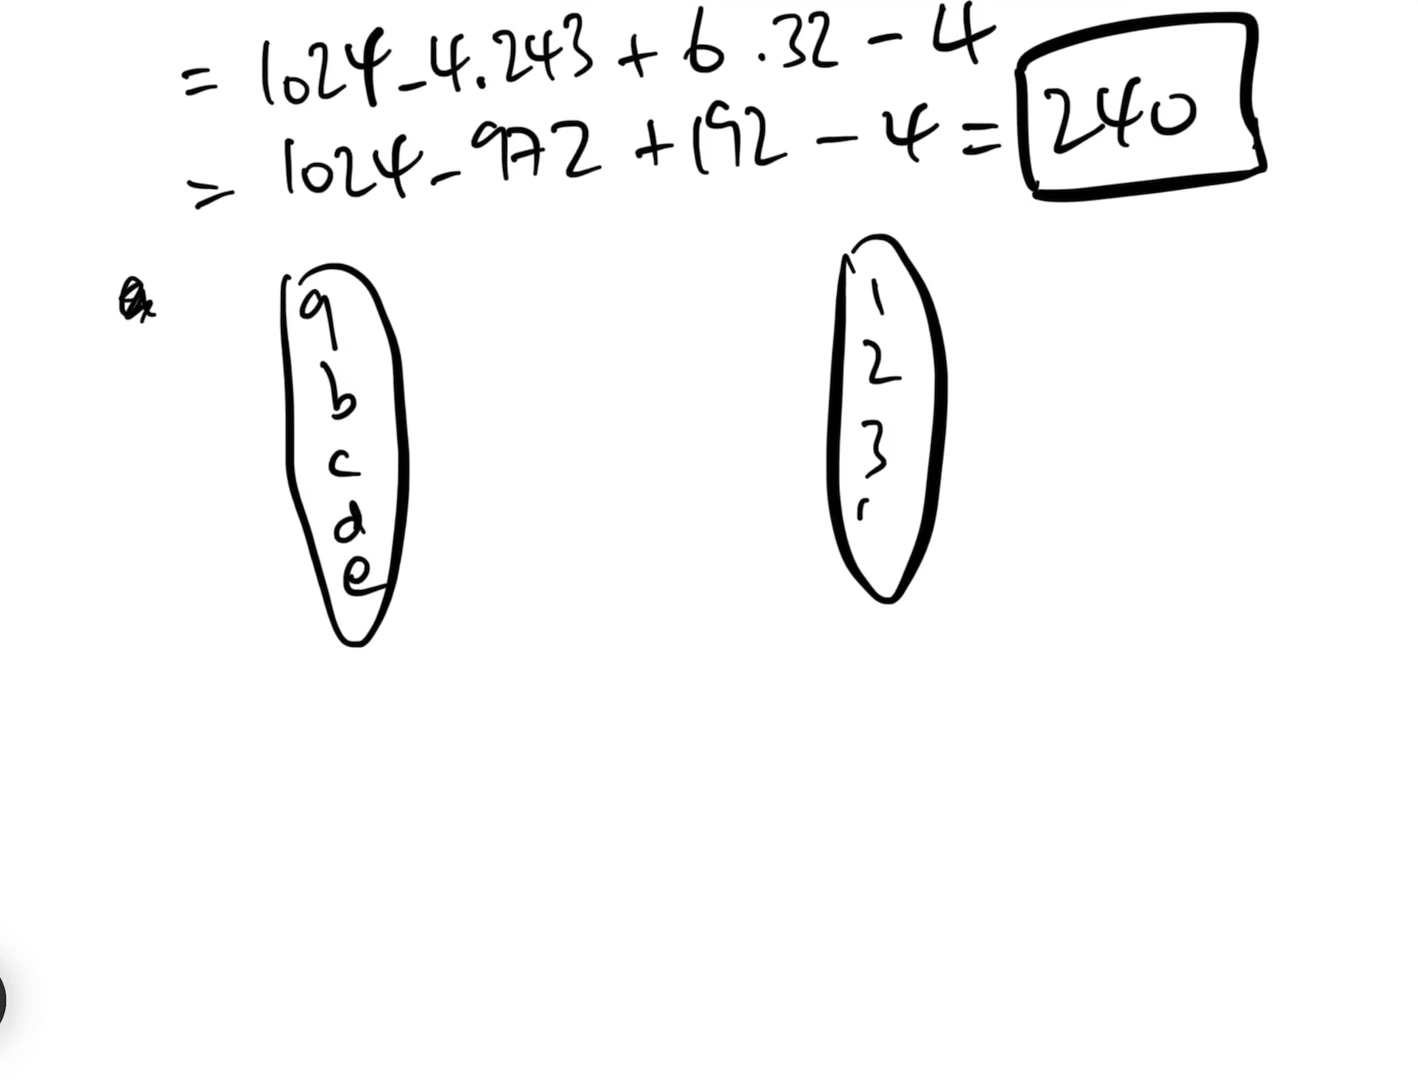 = 1024-4.243 + 6.32 - 4
= 1024-972 +192 - 4 = 240
a 1
b 2
c 3
d
e